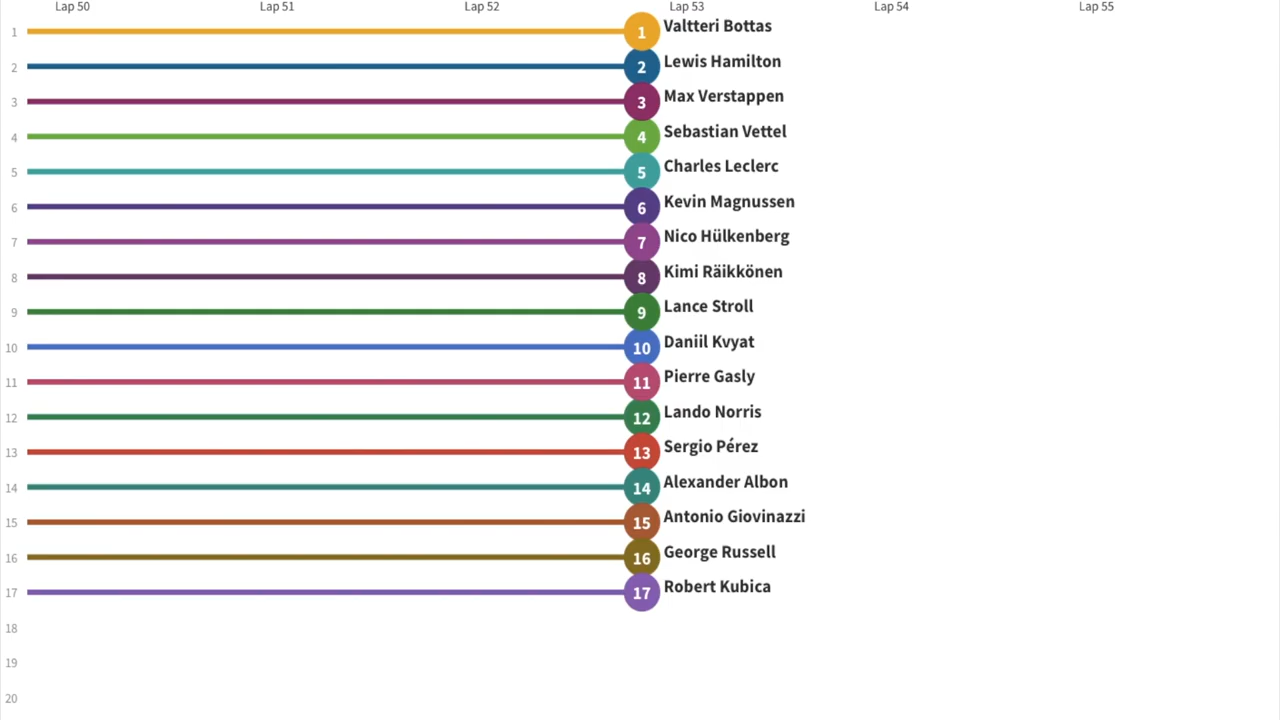 Lap 50 Lap 51 Lap 52 Lap 53 Lap 54 Lap 55
1 1 Valtteri Bottas
2 2 Lewis Hamilton
3 3 Max Verstappen
4 4 Sebastian Vettel
5 5 Charles Leclerc
6 6 Kevin Magnussen
7 7 Nico Hülkenberg
8 8 Kimi Räikkönen
9 9 Lance Stroll
10 10 Daniil Kvyat
11 11 Pierre Gasly
12 12 Lando Norris
13 13 Sergio Pérez
14 14 Alexander Albon
15 15 Antonio Giovinazzi
16 16 George Russell
17 17 Robert Kubica
18
19
20